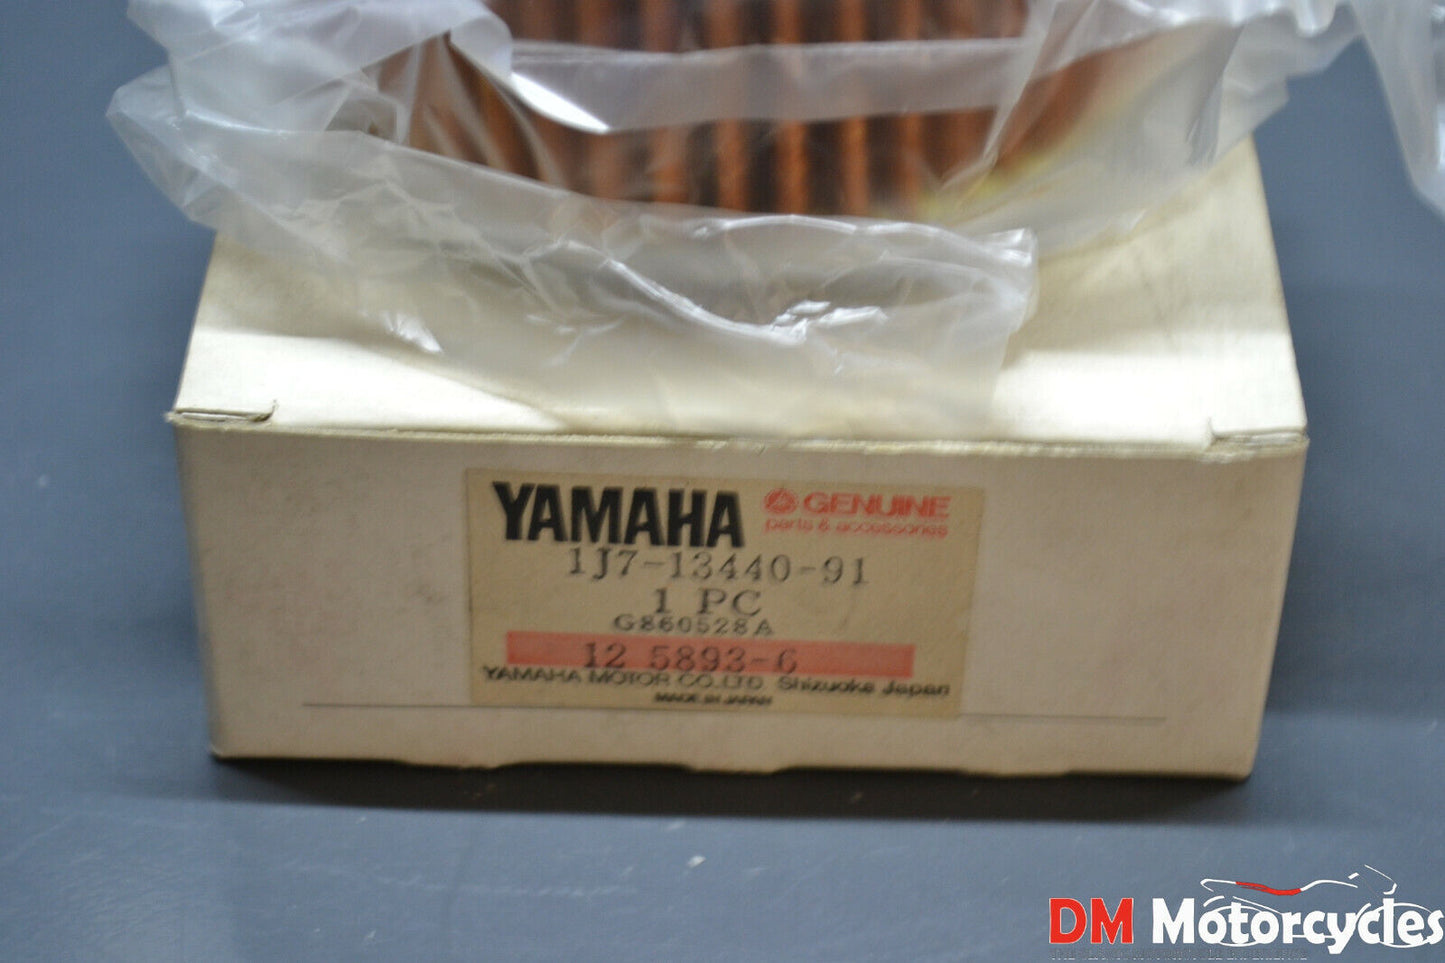 YAMAHA
GENUINE
parts & accessories
1J7-13440-91
1 PC
G860528A
12 5893-6
YAMAHA MOTOR CO.,LTD. Shizuoka Japan
MADE IN JAPAN
DM Motorcycles